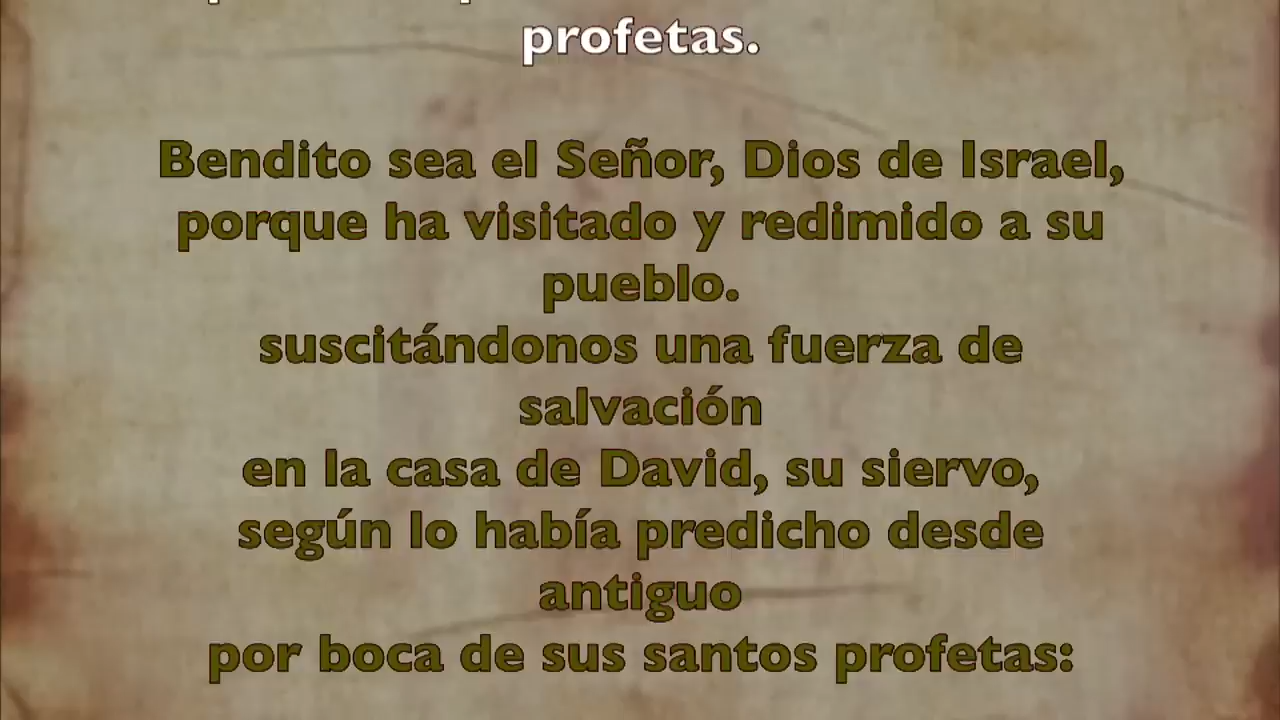 profetas.
Bendito sea el Señor, Dios de Israel,
porque ha visitado y redimido a su
pueblo.
suscitándonos una fuerza de
salvación
en la casa de David, su siervo,
según lo había predicho desde
antiguo
por boca de sus santos profetas: